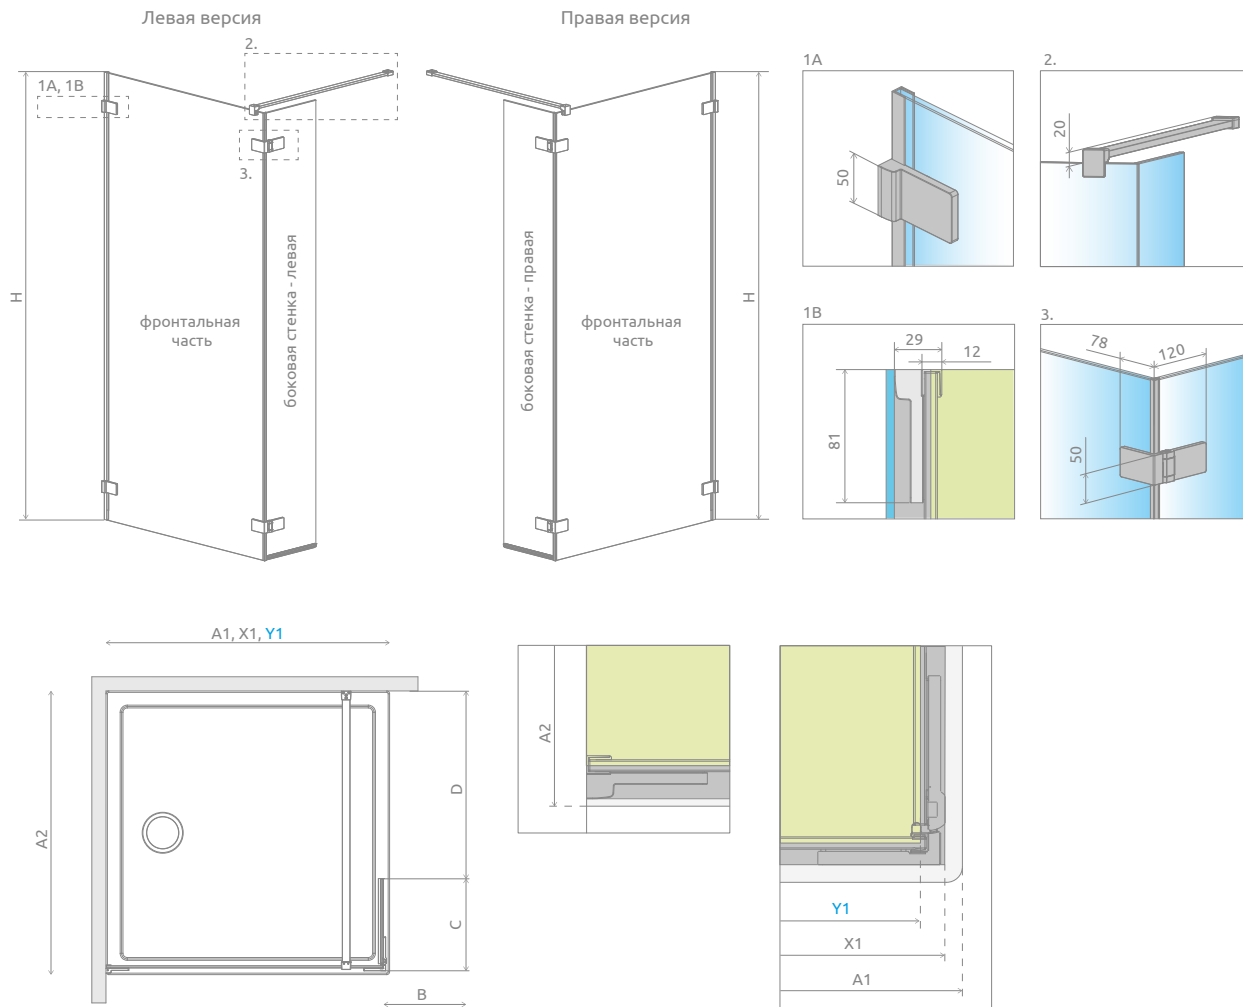 Левая версия
Правая версия
2.
1A, 1B
3.
H
фронтальная
часть
боковая стенка - левая
боковая стенка - правая
фронтальная
часть
H
1A
50
2.
20
1B
29
12
81
3.
78
120
50
A1, X1, Y1
A2
D
C
B
A2
Y1
X1
A1